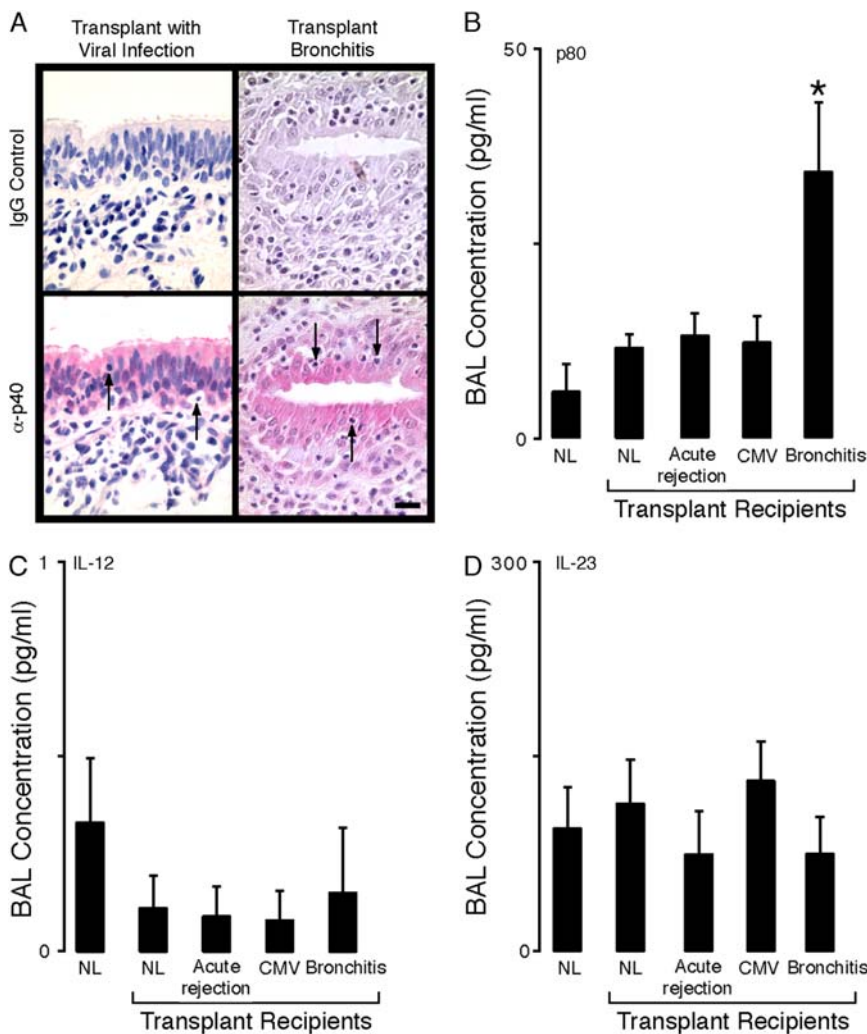 A
Transplant with
Viral Infection
Transplant
Bronchitis
IgG Control
α-p40
B
p80
BAL Concentration (pg/ml)
50
0
*
NL
NL
Acute
rejection
CMV
Bronchitis
Transplant Recipients
C
IL-12
BAL Concentration (pg/ml)
1
0
NL
NL
Acute
rejection
CMV
Bronchitis
Transplant Recipients
D
IL-23
BAL Concentration (pg/ml)
300
0
NL
NL
Acute
rejection
CMV
Bronchitis
Transplant Recipients